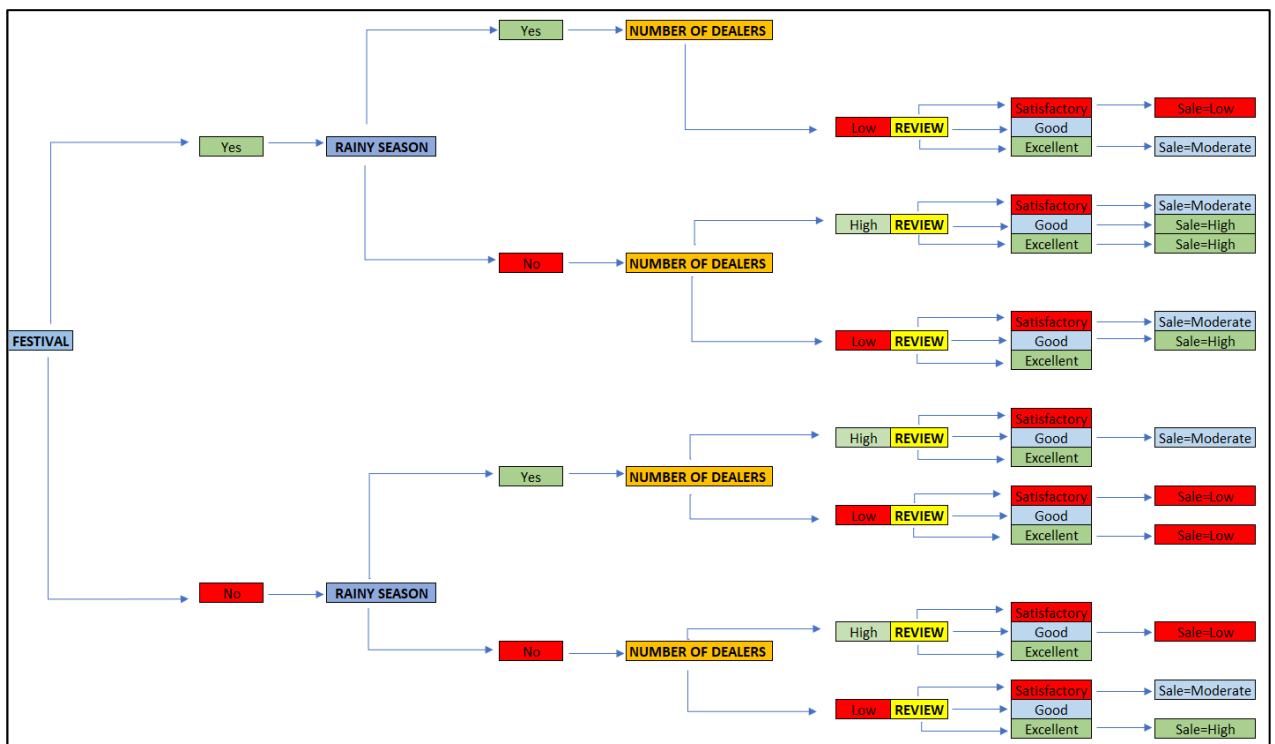 Yes NUMBER OF DEALERS
Satisfactory Sale=Low
Low REVIEW Good
Yes RAINY SEASON Excellent Sale=Moderate
Satisfactory Sale=Moderate
High REVIEW Good Sale=High
Excellent Sale=High
No NUMBER OF DEALERS
Satisfactory Sale=Moderate
FESTIVAL Low REVIEW Good Sale=High
Excellent
Satisfactory
High REVIEW Good Sale=Moderate
Excellent
Yes NUMBER OF DEALERS
Satisfactory Sale=Low
Low REVIEW Good
Excellent Sale=Low
No RAINY SEASON
Satisfactory
High REVIEW Good Sale=Low
No NUMBER OF DEALERS Excellent
Satisfactory Sale=Moderate
Low REVIEW Good
Excellent Sale=High